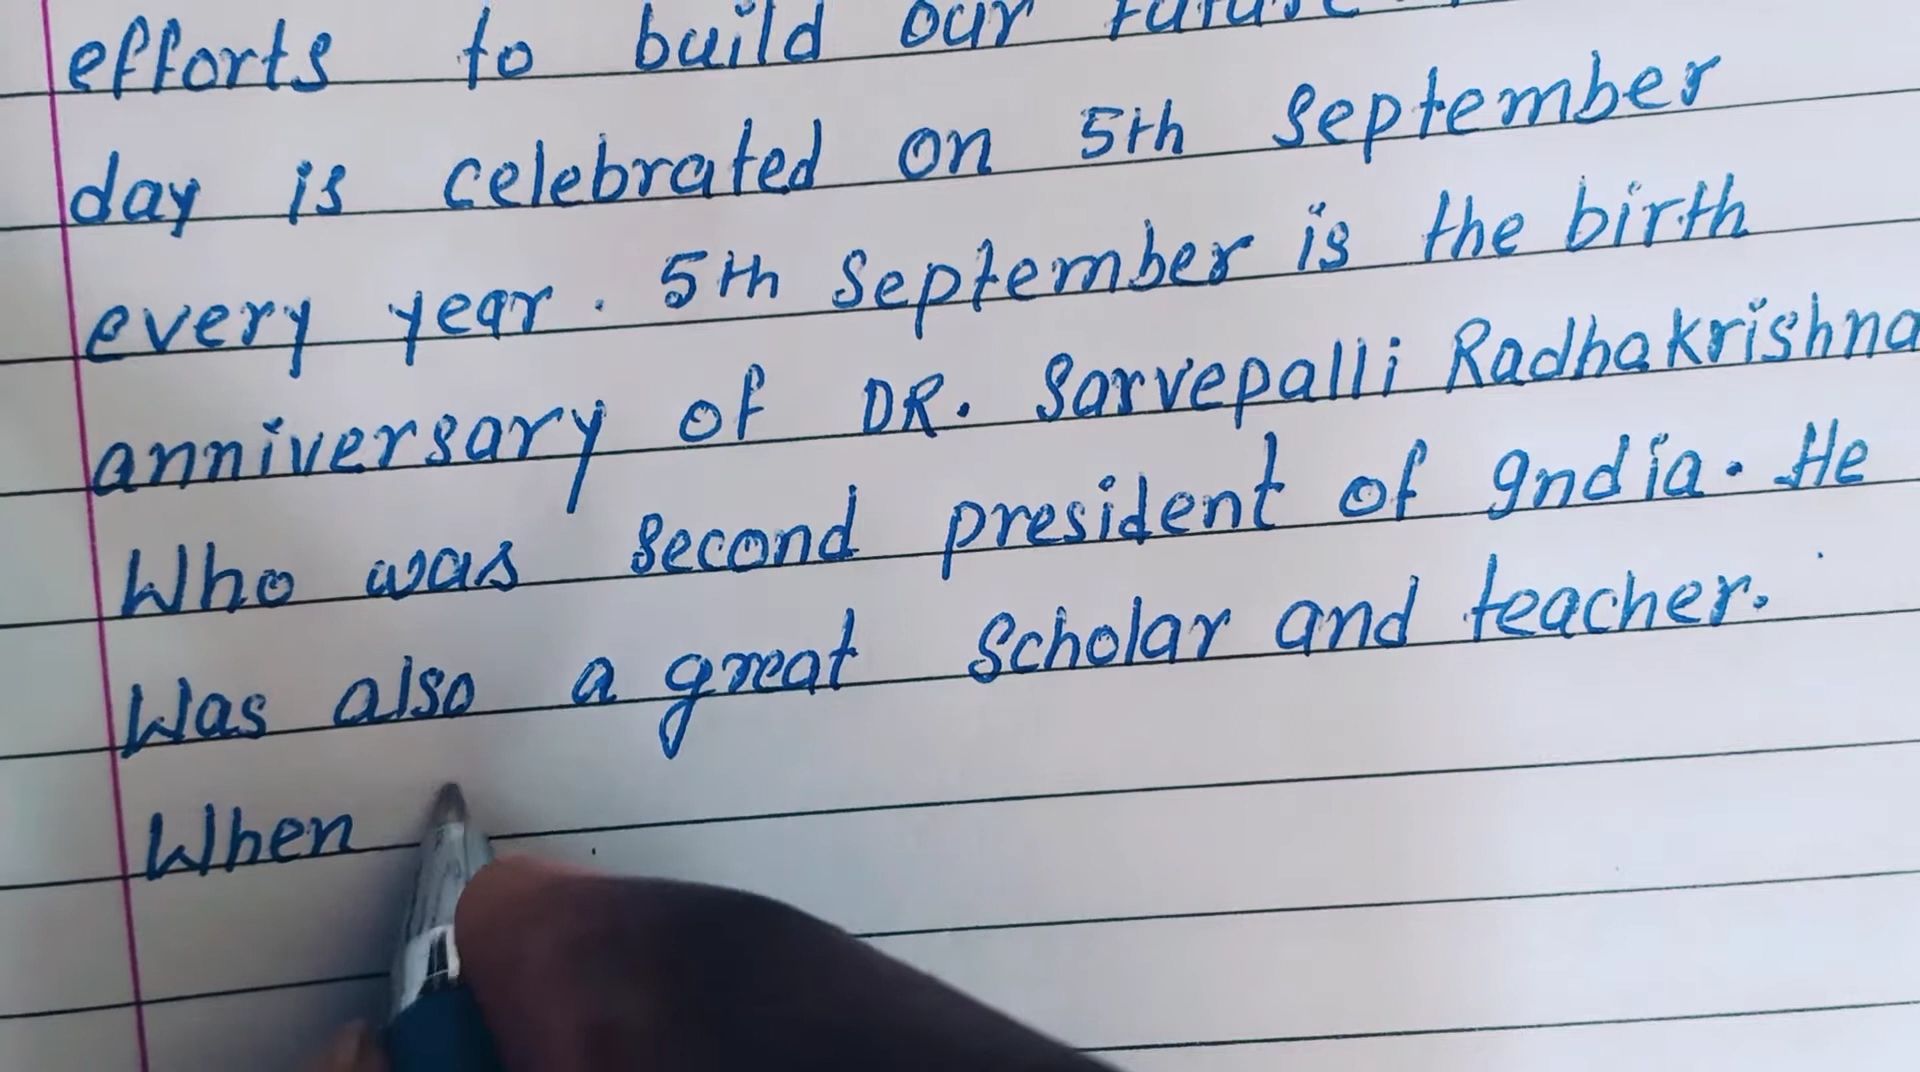 efforts to build our future
day is celebrated on 5th September
every year. 5th September is the birth
anniversary of DR. Sarvepalli Radhakrishna
Who was second president of India. He
Was also a great Scholar and teacher.
When